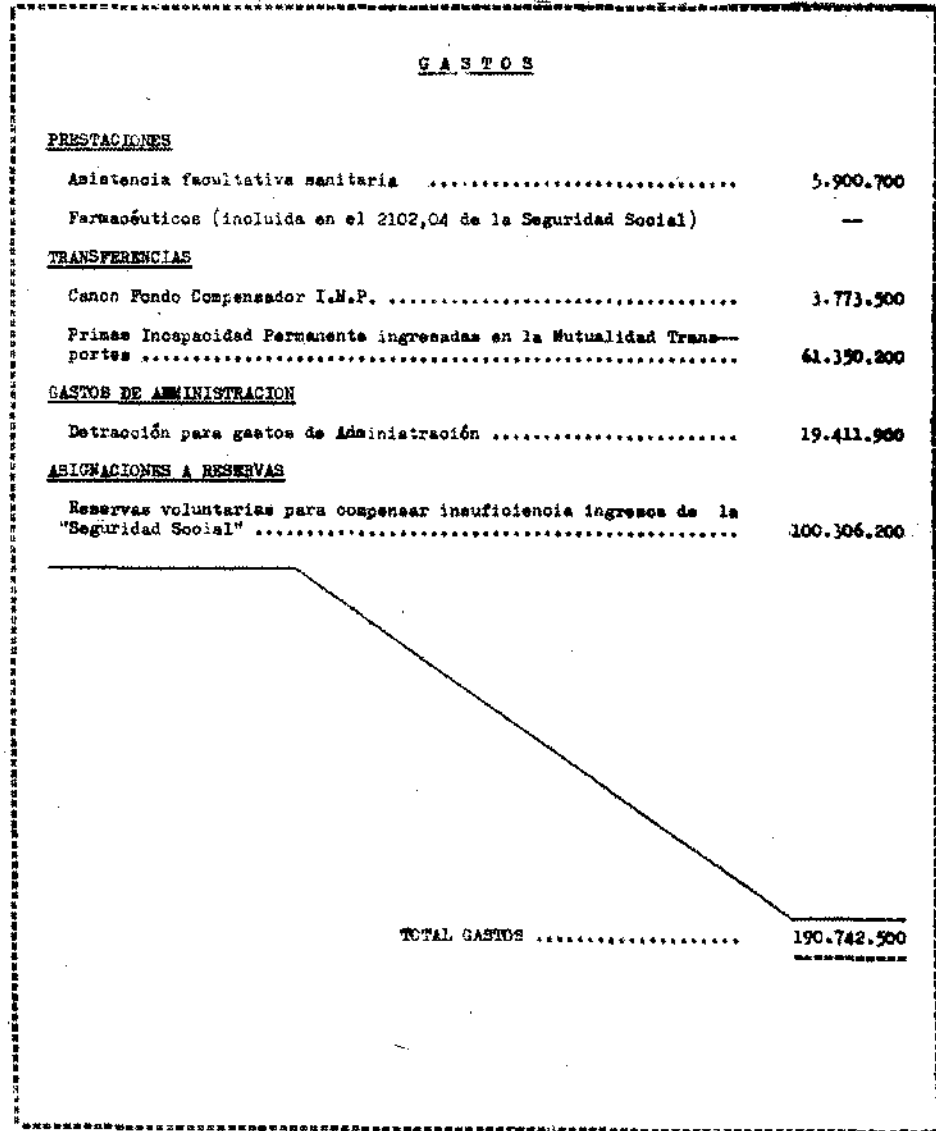 GASTOS
PRESTACIONES
Asistencia facultativa sanitaria .............................. 5.900.700
Farmacéuticos (incluida en el 2102,04 de la Seguridad Social) —
TRANSFERENCIAS
Canon Fondo Compensador I.N.P. .................................. 3.773.500
Primas Incapacidad Permanente ingresadas en la Mutualidad Trans--
portes .......................................................... 61.350.200
GASTOS DE ADMINISTRACION
Detracción para gastos de Administración ........................ 19.411.900
ASIGNACIONES A RESERVAS
Reservas voluntarias para compensar insuficiencia ingresos de la
"Seguridad Social" .............................................. 100.306.200
TOTAL GASTOS .................... 190.742.500